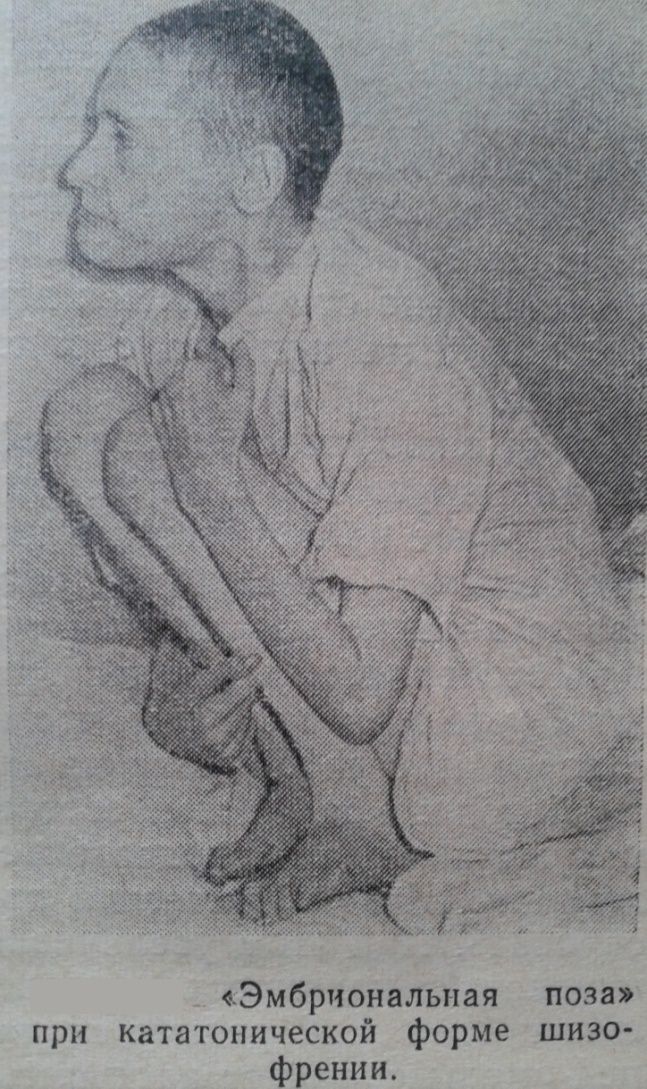 «Эмбриональная поза»
при кататонической форме шизо-
френии.